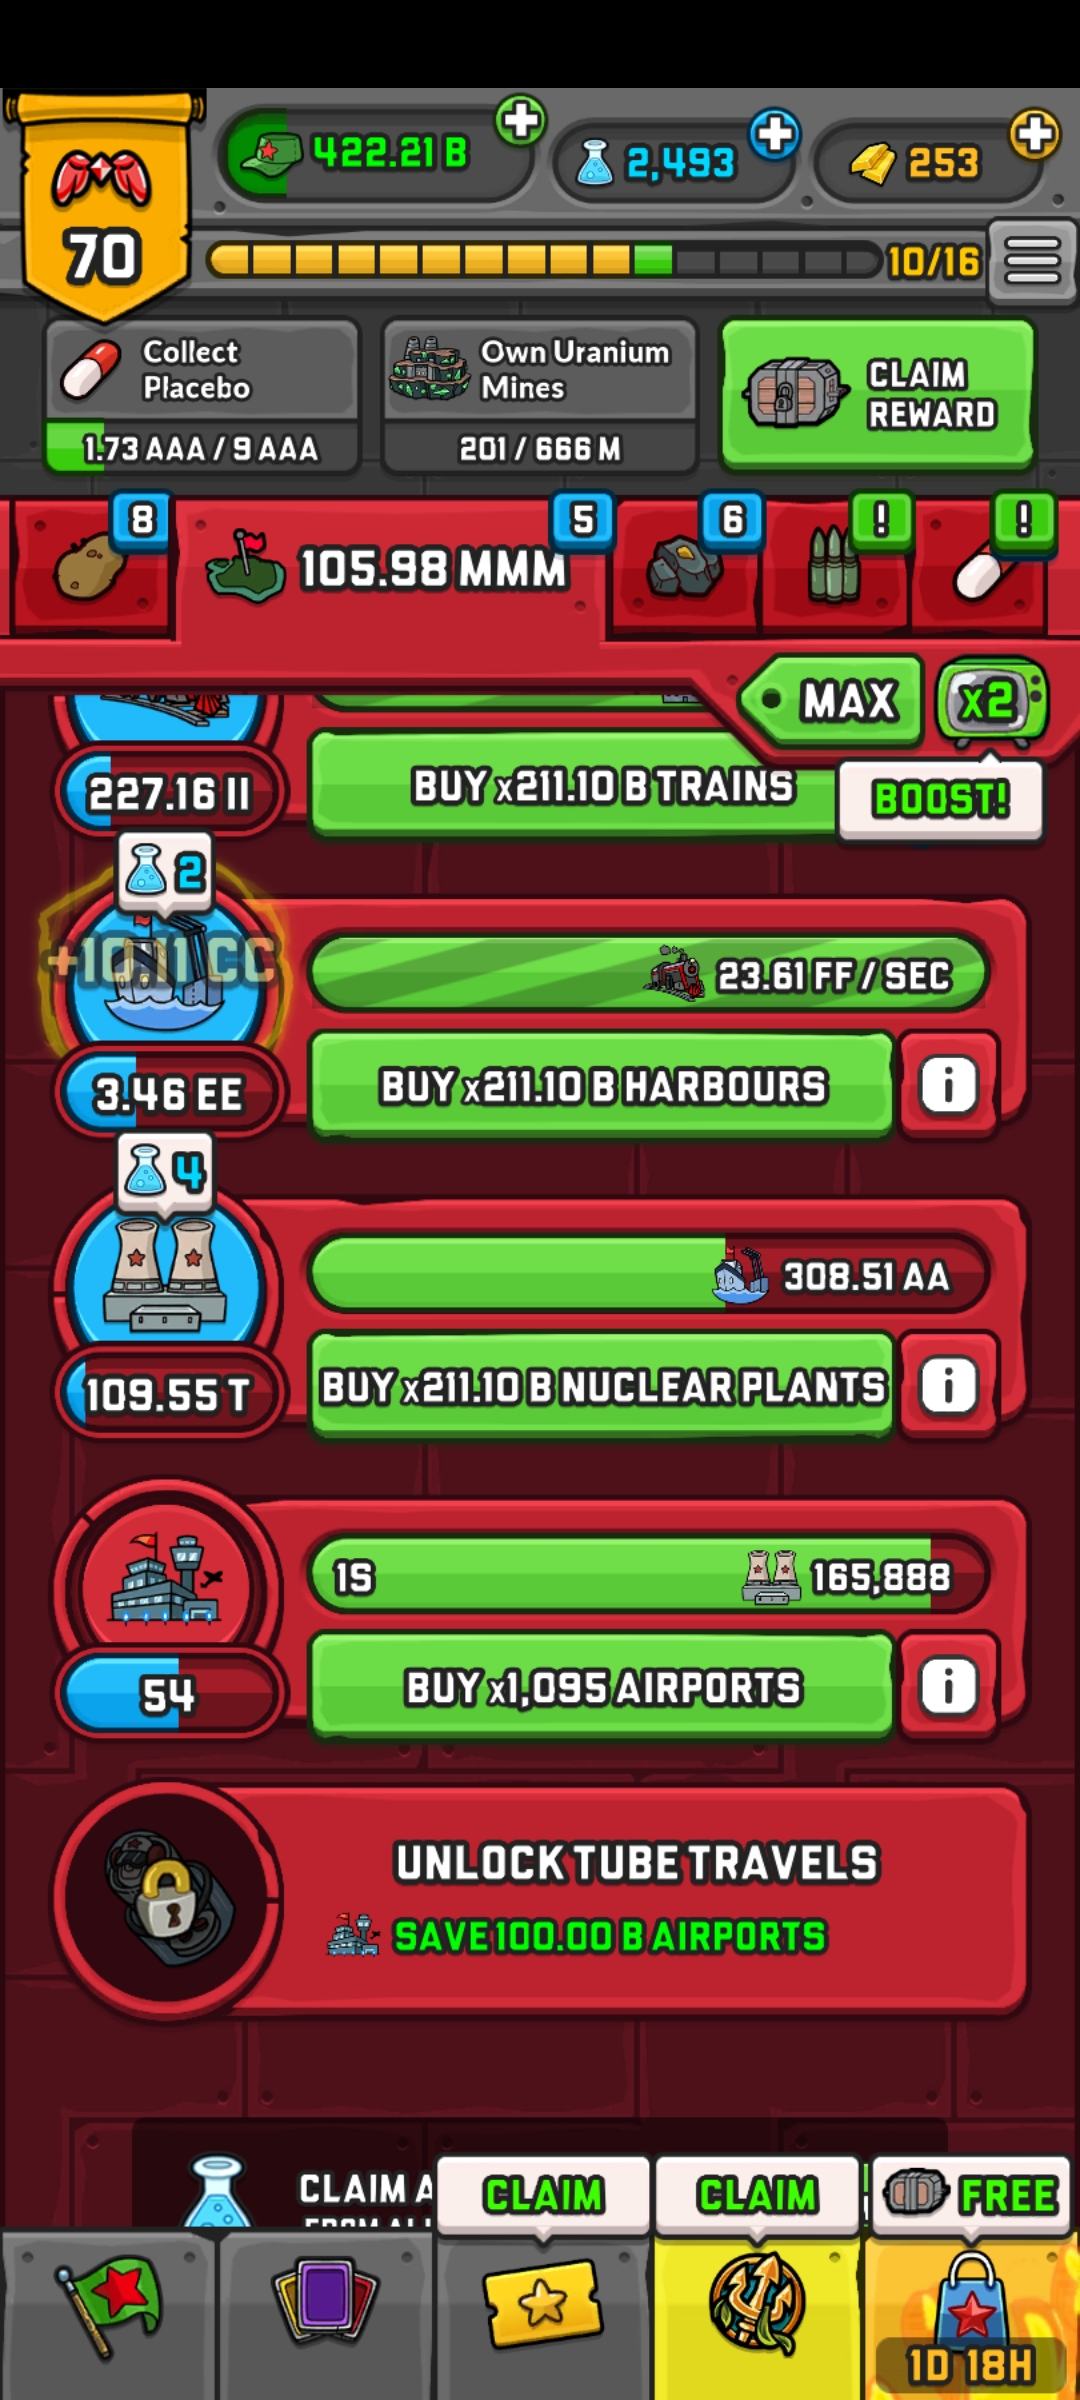 70
422.21 B
2,493
253
10/16
Collect
Placebo
1.73 AAA / 9 AAA
Own Uranium
Mines
201 / 666 M
CLAIM
REWARD
8
105.98 MMM
5
6
!
!
MAX
x2
BOOST!
227.16 II
BUY x211.10 B TRAINS
2
+10.11 CC
23.61 FF / SEC
3.46 EE
BUY x211.10 B HARBOURS
i
4
308.51 AA
109.55 T
BUY x211.10 B NUCLEAR PLANTS
i
1S
165,888
54
BUY x1,095 AIRPORTS
i
UNLOCK TUBE TRAVELS
SAVE 100.00 B AIRPORTS
CLAIM A
CLAIM
CLAIM
FREE
1D 18H